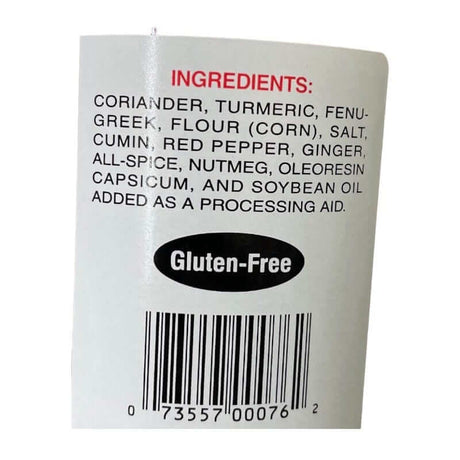 INGREDIENTS:
CORIANDER, TURMERIC, FENU-
GREEK, FLOUR (CORN), SALT,
CUMIN, RED PEPPER, GINGER,
ALL-SPICE, NUTMEG, OLEORESIN
CAPSICUM, AND SOYBEAN OIL
ADDED AS A PROCESSING AID.
Gluten-Free
0 73557 00076 2